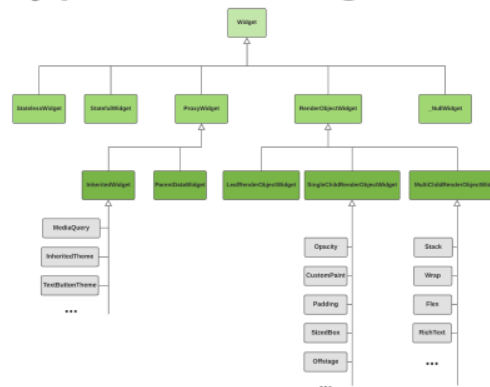 Widget
StatelessWidget
StatefulWidget
ProxyWidget
RenderObjectWidget
_NullWidget
InheritedWidget
ParentDataWidget
LeafRenderObjectWidget
SingleChildRenderObjectWidget
MultiChildRenderObjectWi
MediaQuery
InheritedTheme
TextButtonTheme
...
Opacity
CustomPaint
Padding
SizedBox
Offstage
...
Stack
Wrap
Flex
RichText
...